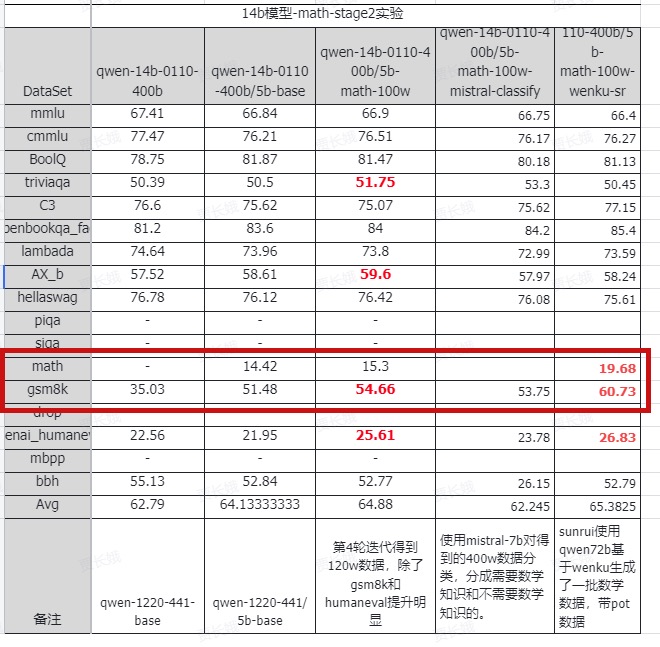 14b模型-math-stage2实验
DataSet qwen-14b-0110-400b qwen-14b-0110-400b/5b-base qwen-14b-0110-400b/5b-math-100w qwen-14b-0110-400b/5b-math-100w-mistral-classify 110-400b/5b-math-100w-wenku-sr
mmlu 67.41 66.84 66.9 66.75 66.4
cmmlu 77.47 76.21 76.51 76.17 76.27
BoolQ 78.75 81.87 81.47 80.18 81.13
triviaqa 50.39 50.5 51.75 53.3 50.45
C3 76.6 75.62 75.07 75.62 77.15
penbookqa_fa 81.2 83.6 84 84.2 85.4
lambada 74.64 73.96 73.8 72.99 73.59
AX_b 57.52 58.61 59.6 57.97 58.24
hellaswag 76.78 76.12 76.42 76.08 75.61
piqa - - -
siqa - - -
math - 14.42 15.3 19.68
gsm8k 35.03 51.48 54.66 53.75 60.73
drop
enai_humanev 22.56 21.95 25.61 23.78 26.83
mbpp - - -
bbh 55.13 52.84 52.77 26.15 52.79
Avg 62.79 64.13333333 64.88 62.245 65.3825
备注 qwen-1220-441-base qwen-1220-441/5b-base 第4轮迭代得到120w数据，除了gsm8k和humaneval提升明显 使用mistral-7b对得到的400w数据分类，分成需要数学知识和不需要数学知识的。 sunrui使用qwen72b基于wenku生成了一批数学数据，带pot数据